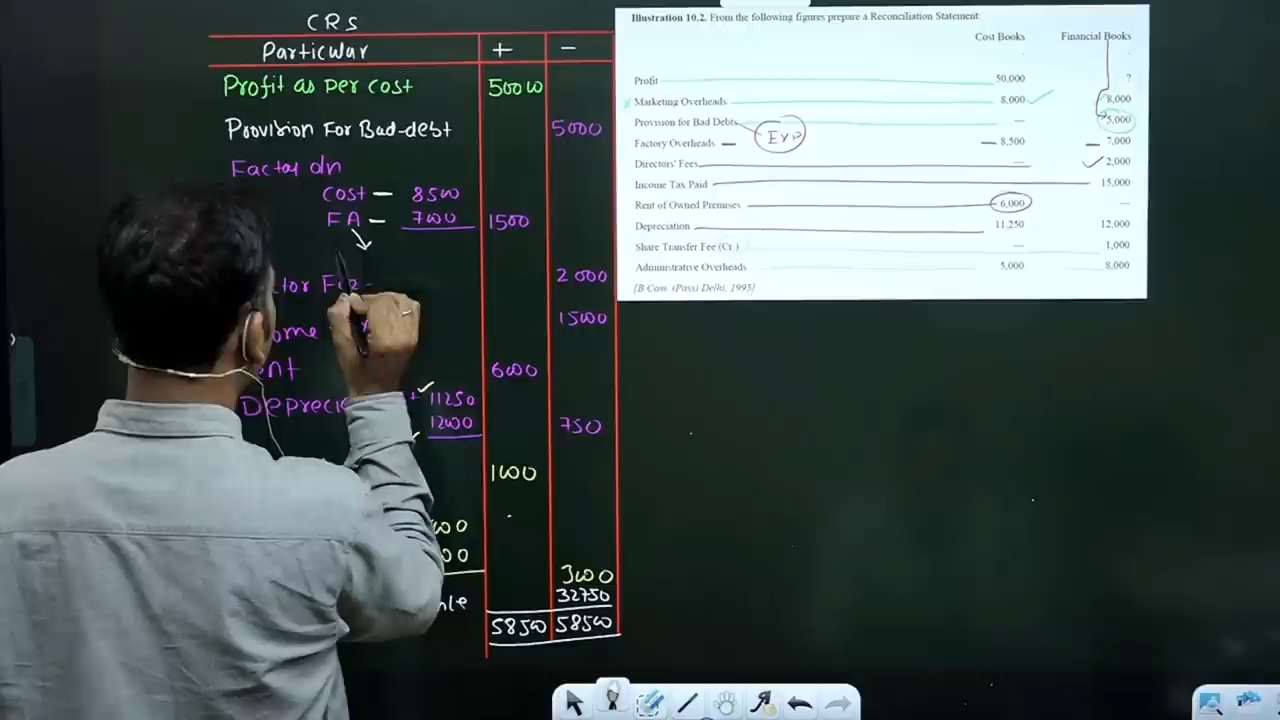 CRS
Particular + -
Profit as per cost 50000
Provision For Bad-debt 5000
Factory o/h
Cost - 8500
FA - 7000 1500
tor Fee - 2000
ome 15000
nt 6000
Depreci + 11250
12000 750
1000
3000
32750
58500 58500
Illustration 10.2. From the following figures prepare a Reconciliation Statement:
Cost Books Financial Books
Profit 50,000 ?
Marketing Overheads 8,000 8,000
Provision for Bad Debts — 5,000
EXP
Factory Overheads 8,500 7,000
Directors' Fees — 2,000
Income Tax Paid 15,000
Rent of Owned Premises 6,000 —
Depreciation 11,250 12,000
Share Transfer Fee (Cr.) — 1,000
Administrative Overheads 5,000 8,000
[B Com. (Pass) Delhi, 1995]